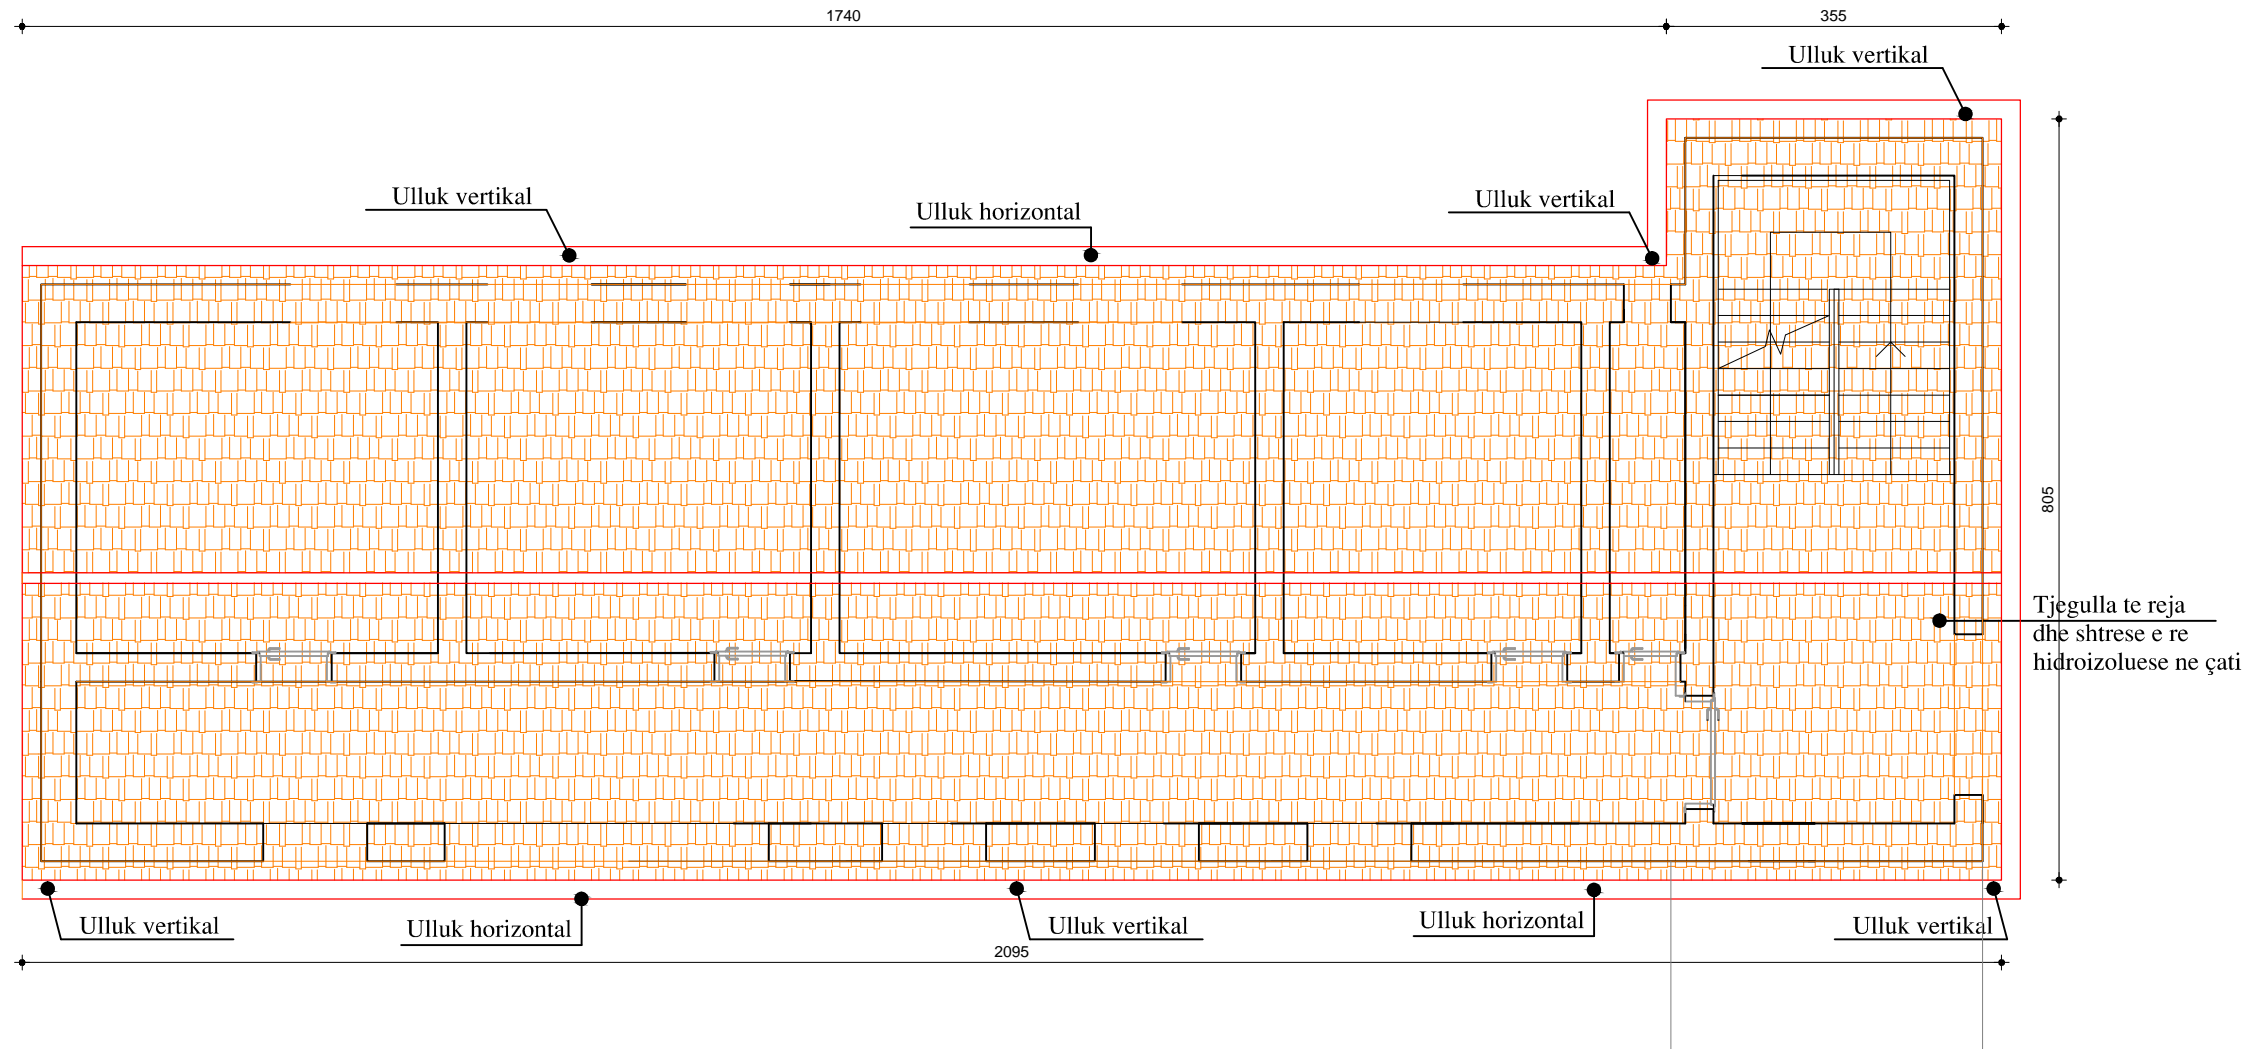 1740
355
Ulluk vertikal
Ulluk vertikal
Ulluk horizontal
Ulluk vertikal
805
Tjegulla te reja
dhe shtrese e re
hidroizoluese ne çati
Ulluk vertikal
Ulluk horizontal
Ulluk vertikal
Ulluk horizontal
Ulluk vertikal
2095